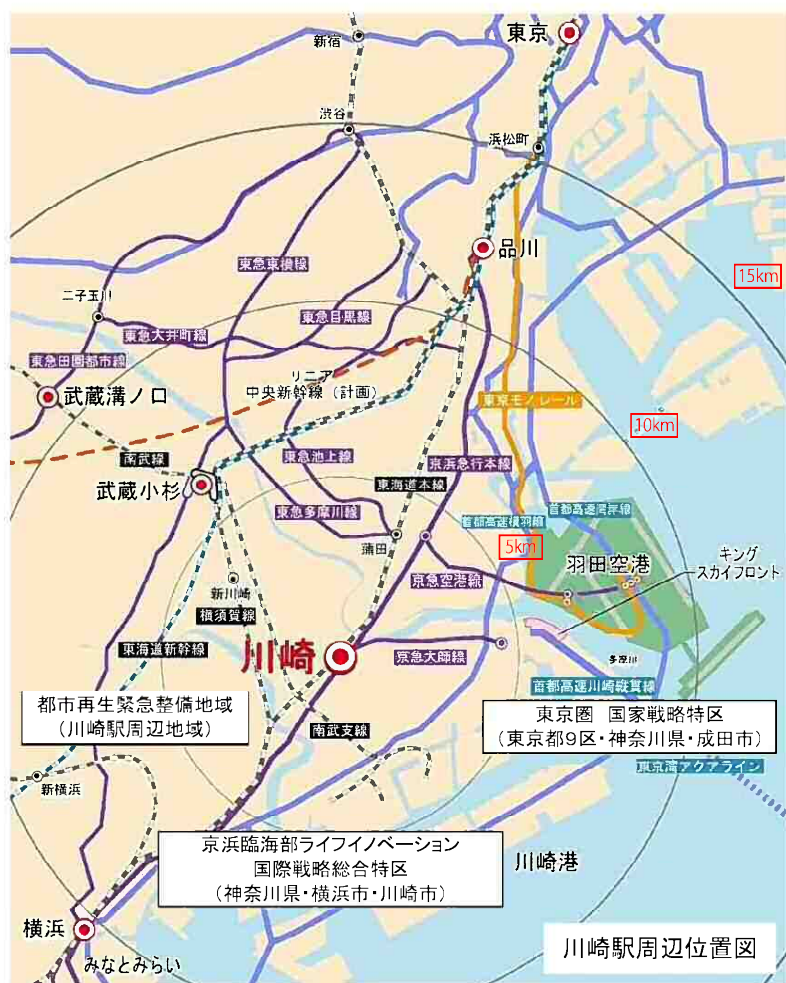 東京
新宿
渋谷
浜松町
品川
15km
東急東横線
二子玉川
東急目黒線
東急大井町線
東急田園都市線
リニア
中央新幹線（計画）
武蔵溝ノ口
東京モノレール
10km
南武線
東急池上線
京浜急行本線
武蔵小杉
東海道本線
東急多摩川線
首都高速湾岸線
首都高速横羽線
蒲田
5km
羽田空港
キング
スカイフロント
京急空港線
新川崎
横須賀線
東海道新幹線
川崎
京急大師線
多摩川
首都高速川崎縦貫線
都市再生緊急整備地域
（川崎駅周辺地域）
南武支線
東京圏 国家戦略特区
（東京都9区・神奈川県・成田市）
東京湾アクアライン
新横浜
京浜臨海部ライフイノベーション
国際戦略総合特区
（神奈川県・横浜市・川崎市）
川崎港
横浜
みなとみらい
川崎駅周辺位置図